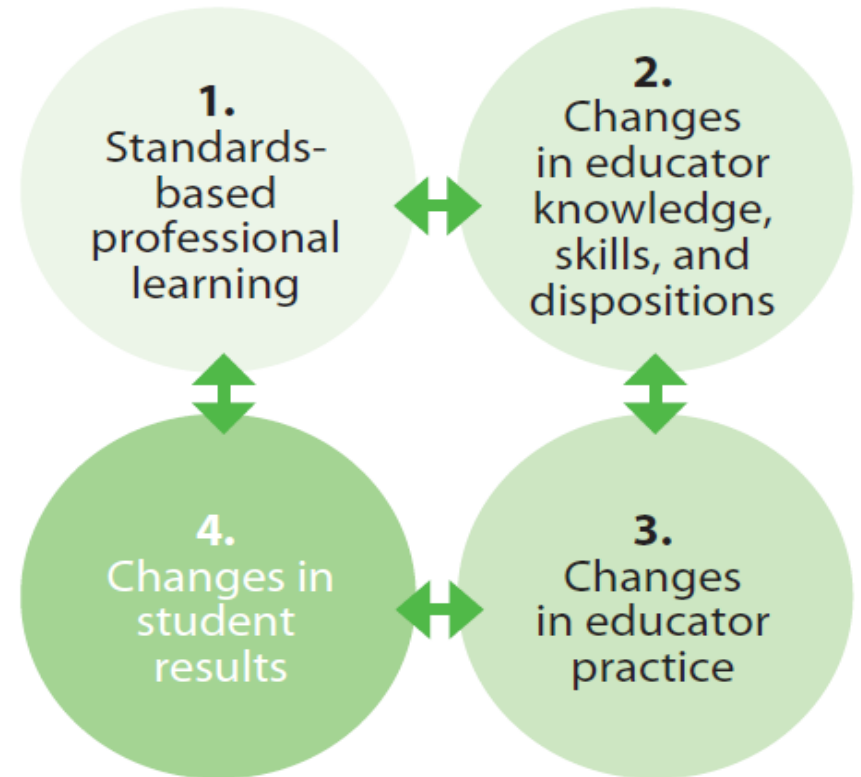 1.
Standards-
based
professional
learning
2.
Changes
in educator
knowledge,
skills, and
dispositions
3.
Changes
in educator
practice
4.
Changes in
student
results